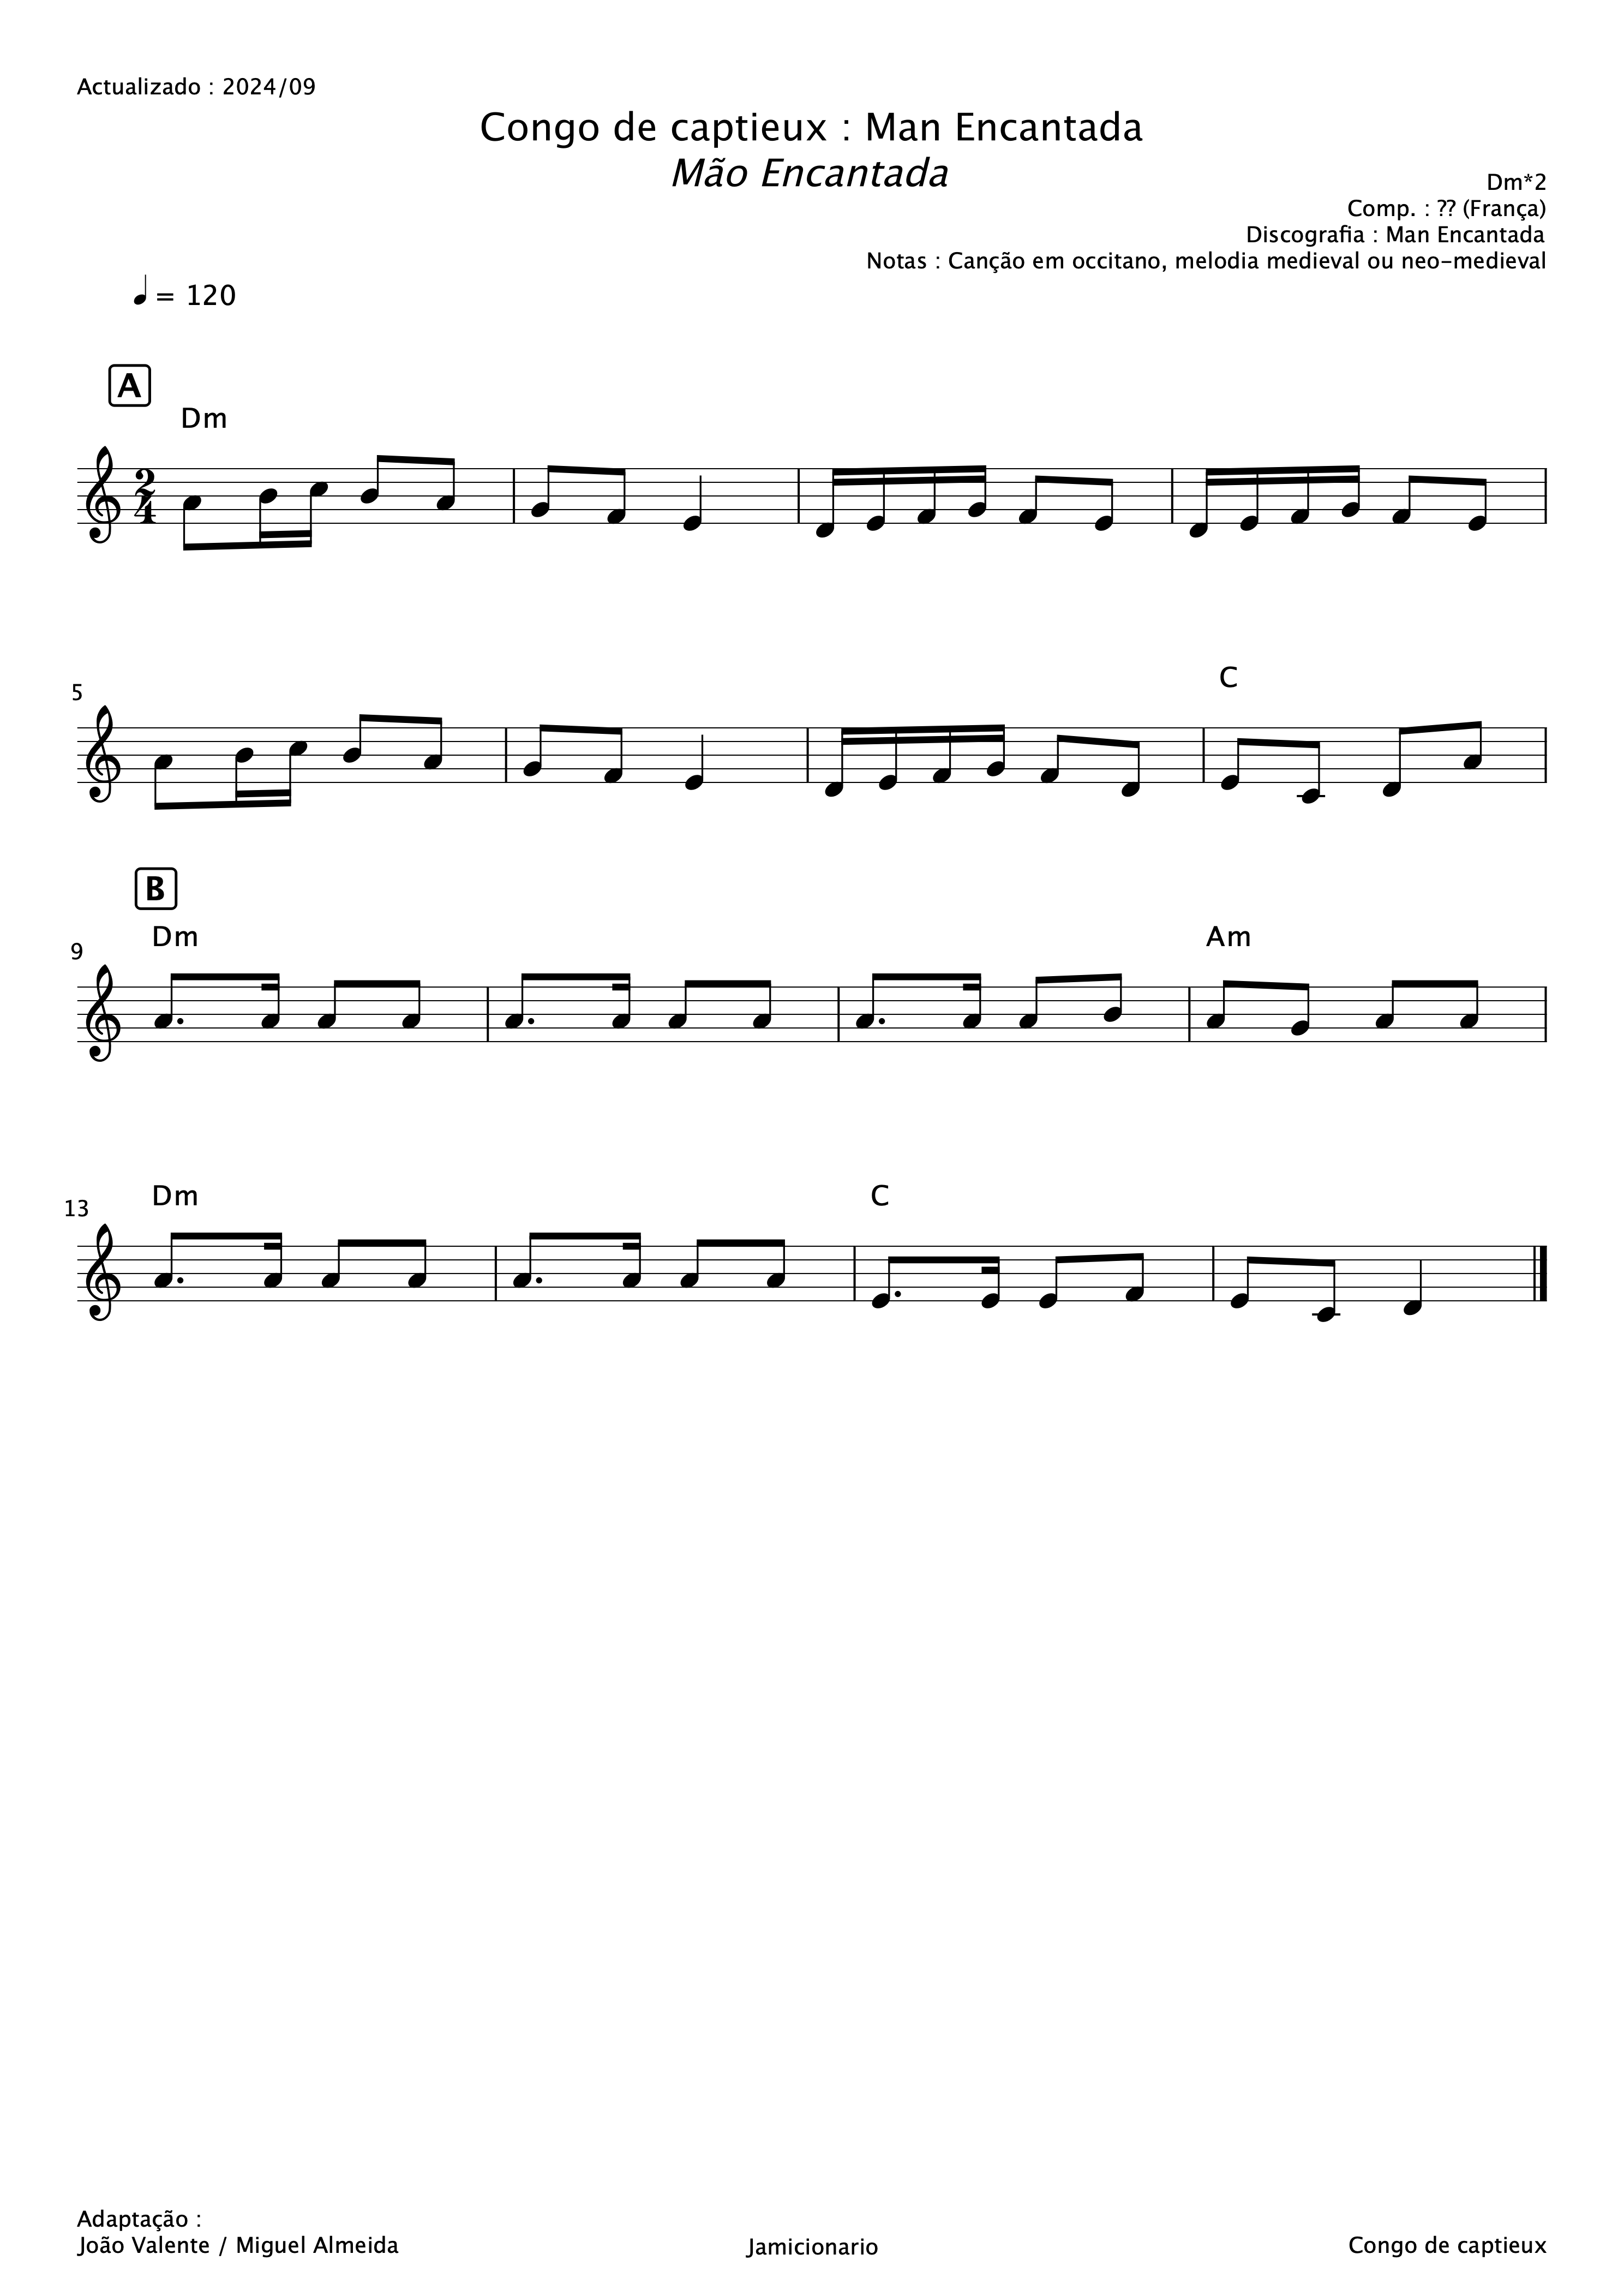 Actualizado : 2024/09
Congo de captieux : Man Encantada
Mão Encantada
Dm*2
Comp. : ?? (França)
Discografia : Man Encantada
Notas : Canção em occitano, melodia medieval ou neo-medieval
= 120
A
Dm
2
4
5
C
B
9
Dm
Am
13
Dm
C
Adaptação :
João Valente / Miguel Almeida
Jamicionario
Congo de captieux